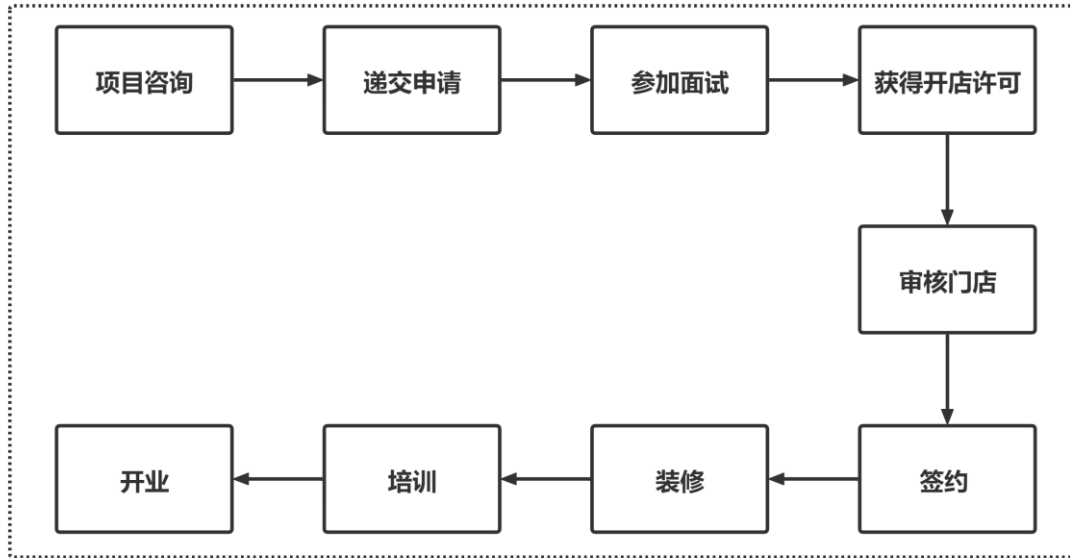 项目咨询
递交申请
参加面试
获得开店许可
审核门店
签约
装修
培训
开业